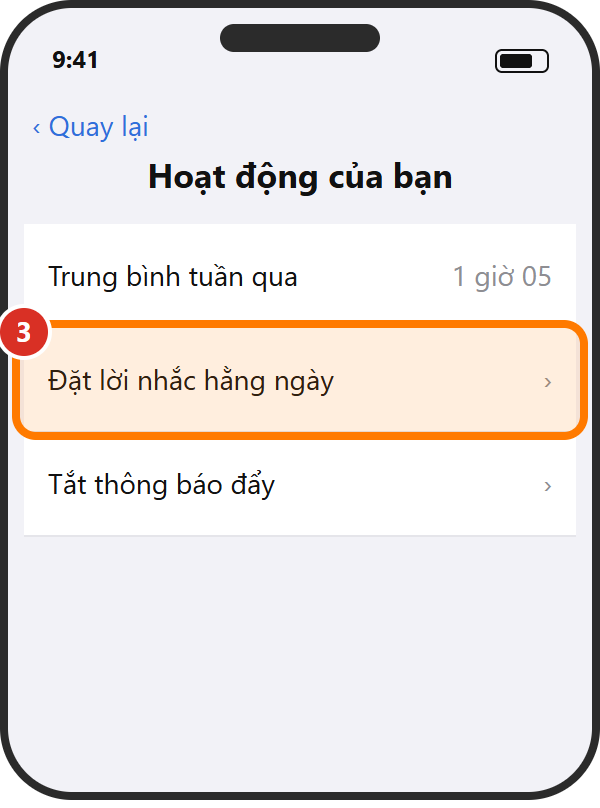 9:41
‹ Quay lại
Hoạt động của bạn
Trung bình tuần qua 1 giờ 05
3
Đặt lời nhắc hằng ngày ›
Tắt thông báo đẩy ›